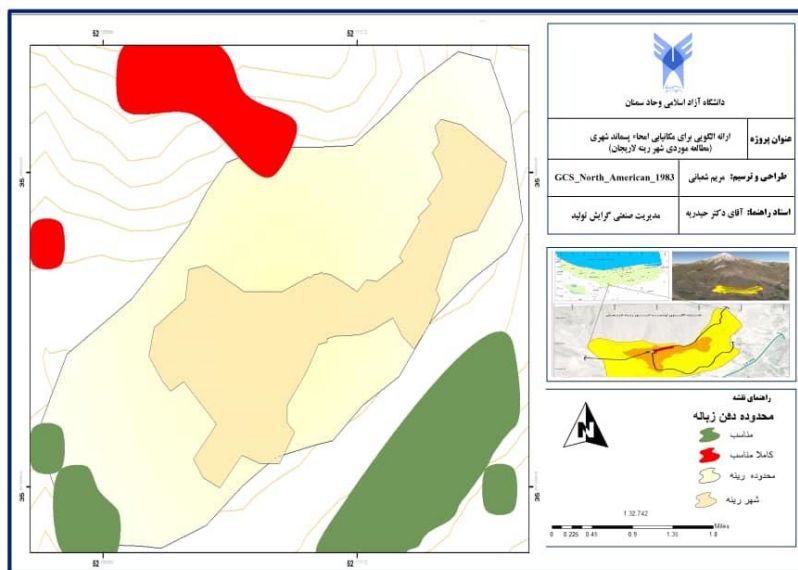 52
52
35
35
35
35
52
52
دانشگاه آزاد اسلامی وحاد سمنان
عنوان پروژه
ارائه الگویی برای مکانیابی امحاء پسماند شهری
(مطالعه موردی شهر رینه لاریجان)
طراحی و ترسیم: مریم شعبانی
GCS_North_American_1983
استاد راهنما: آقای دکتر حیدریه
مدیریت صنعتی گرایش تولید
راهنمای نقشه
محدوده دفن زباله
مناسب
کاملا مناسب
محدوده رینه
شهر رینه
N
1:32,742
0 0.225 0.45 0.9 1.35 1.8
Miles